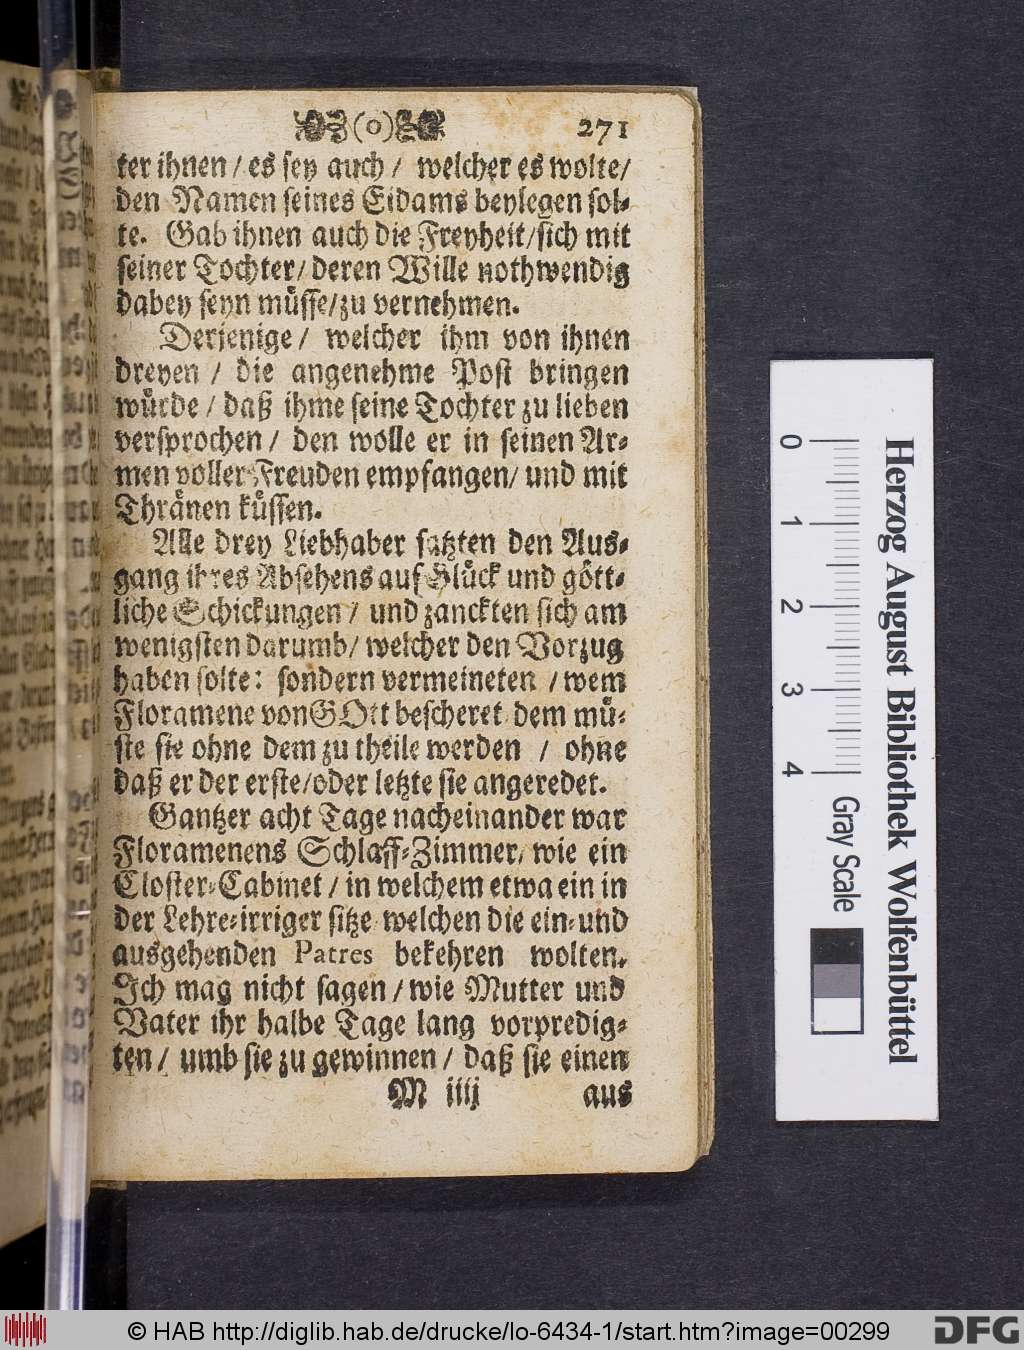 (o) 271
ter ihnen / es sey auch / welcher es wolte/
den Namen seines Eidams beylegen sol-
te. Gab ihnen auch die Freyheit/sich mit
seiner Tochter/ deren Wille nothwendig
dabey seyn müsse/zu vernehmen.
Derjenige / welcher ihm von ihnen
dreyen / die angenehme Post bringen
würde / daß ihme seine Tochter zu lieben
versprochen / den wolle er in seinen Ar-
men voller Freuden empfangen/ und mit
Thränen küssen.
Alle drey Liebhaber satzten den Aus-
gang ihres Absehens auf Glück und gött-
liche Schickungen / und zanckten sich am
wenigsten darumb/ welcher den Vorzug
haben solte: sondern vermeineten / wem
Floramene von GOtt bescheret dem mü-
ste sie ohne dem zu theile werden / ohne
daß er der erste/oder letzte sie angeredet.
Gantzer acht Tage nacheinander war
Floramenens Schlaff-Zimmer/ wie ein
Closter-Cabinet / in welchem etwa ein in
der Lehre-irriger sitze/ welchen die ein- und
ausgehenden Patres bekehren wolten.
Ich mag nicht sagen / wie Mutter und
Vater ihr halbe Tage lang vorpredig-
ten / umb sie zu gewinnen / daß sie einen
M iiij aus
Herzog August Bibliothek Wolfenbüttel
0 1 2 3 4 Gray Scale
© HAB http://diglib.hab.de/drucke/lo-6434-1/start.htm?image=00299
DFG